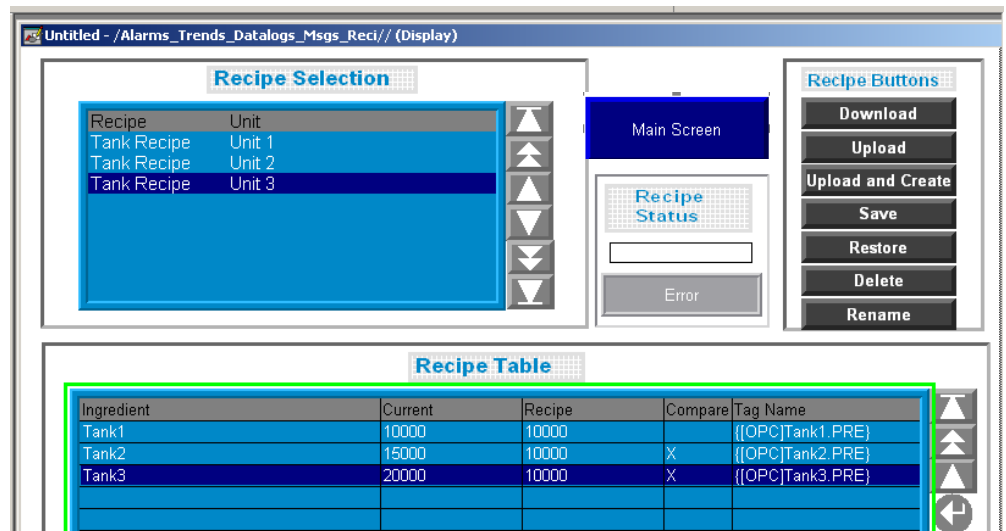 Untitled - /Alarms_Trends_Datalogs_Msgs_Reci// (Display)
Recipe Selection
Recipe Unit
Tank Recipe Unit 1
Tank Recipe Unit 2
Tank Recipe Unit 3
Main Screen
Recipe
Status
Error
Recipe Buttons
Download
Upload
Upload and Create
Save
Restore
Delete
Rename
Recipe Table
Ingredient Current Recipe Compare Tag Name
Tank1 10000 10000 {[OPC]Tank1.PRE}
Tank2 15000 10000 X {[OPC]Tank2.PRE}
Tank3 20000 10000 X {[OPC]Tank3.PRE}